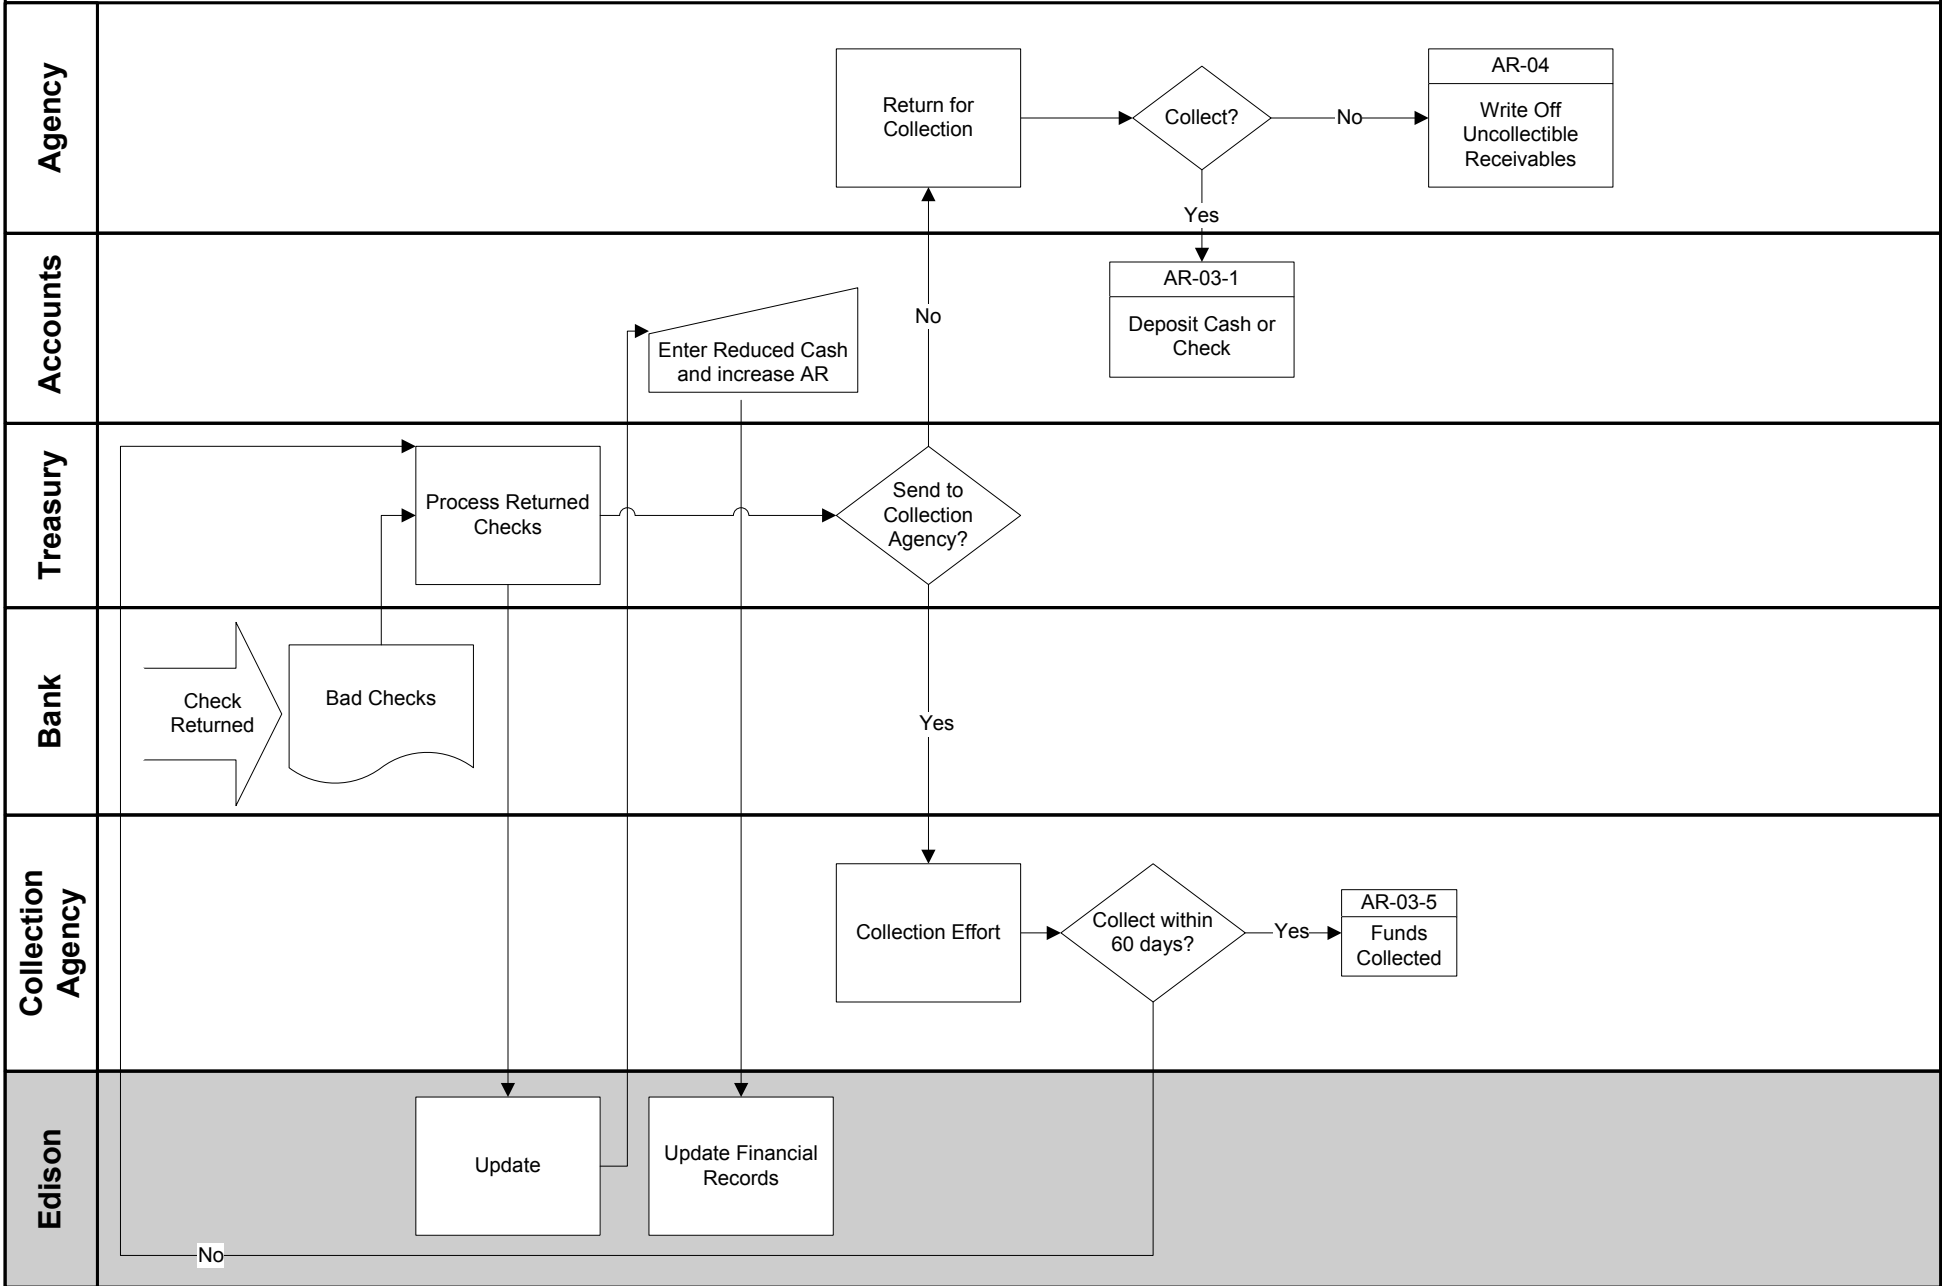 Agency
Return for
Collection
Collect?
No
AR-04
Write Off
Uncollectible
Receivables
Yes
Accounts
Enter Reduced Cash
and increase AR
No
AR-03-1
Deposit Cash or
Check
Treasury
Process Returned
Checks
Send to
Collection
Agency?
Bank
Check
Returned
Bad Checks
Yes
Collection
Agency
Collection Effort
Collect within
60 days?
Yes
AR-03-5
Funds
Collected
Edison
Update
Update Financial
Records
No